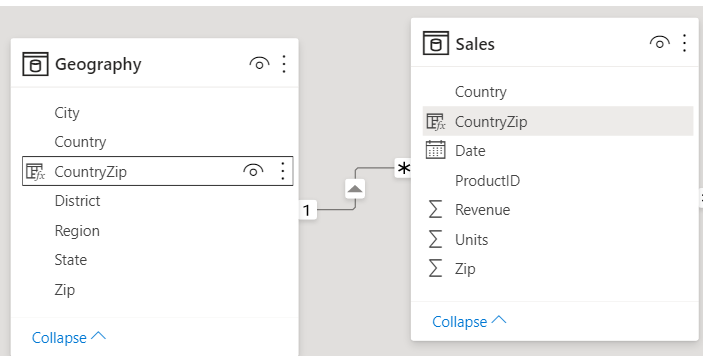 Geography
City
Country
CountryZip
District
Region
State
Zip
Collapse
1
*
Sales
Country
CountryZip
Date
ProductID
Revenue
Units
Zip
Collapse